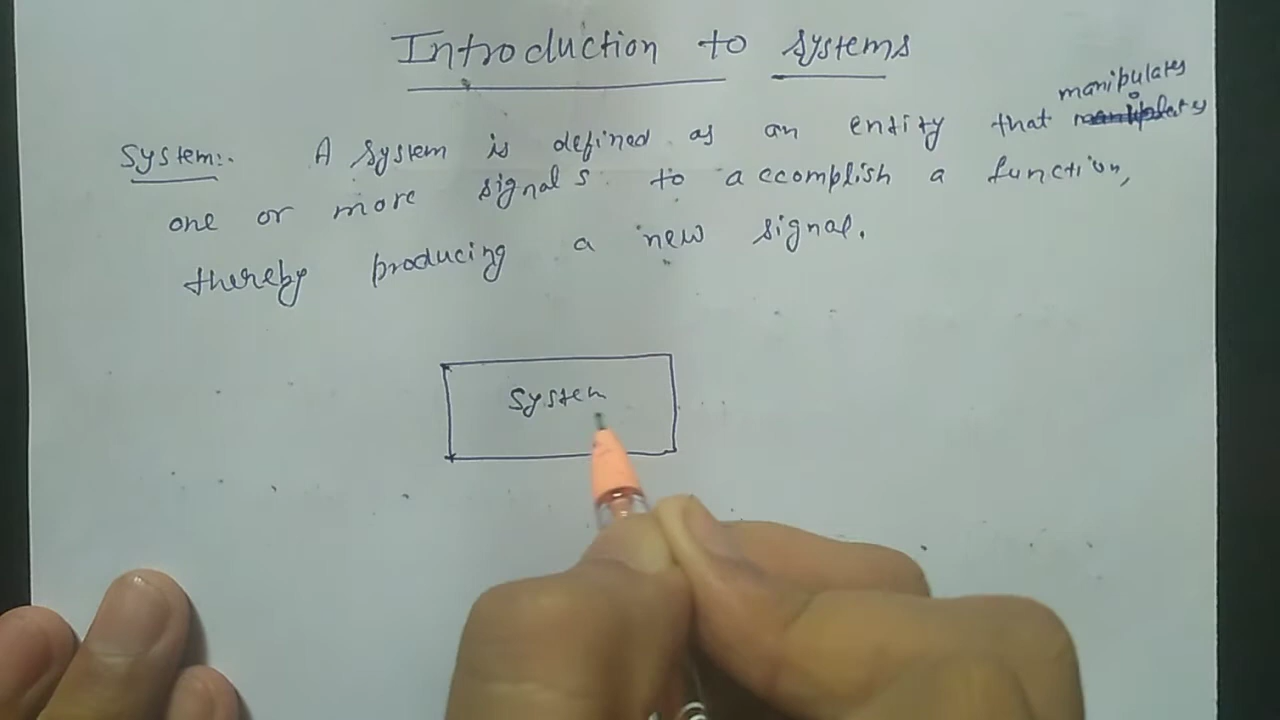 Introduction to systems
System:. A system is defined as an entity that manipulates
one or more signals to accomplish a function,
thereby producing a new signal.
System